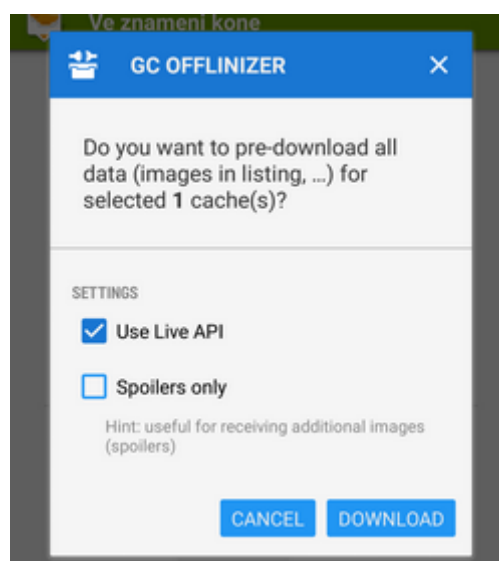 Ve znameni kone
GC OFFLINIZER
Do you want to pre-download all
data (images in listing, ...) for
selected 1 cache(s)?
SETTINGS
Use Live API
Spoilers only
Hint: useful for receiving additional images
(spoilers)
CANCEL DOWNLOAD